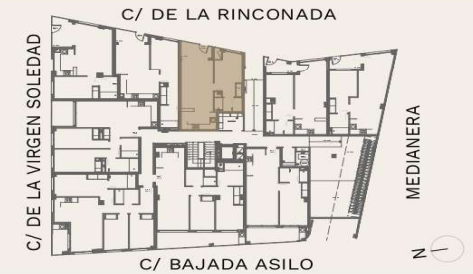 C/ DE LA RINCONADA
C/ DE LA VIRGEN SOLEDAD
MEDIANERA
C/ BAJADA ASILO
N